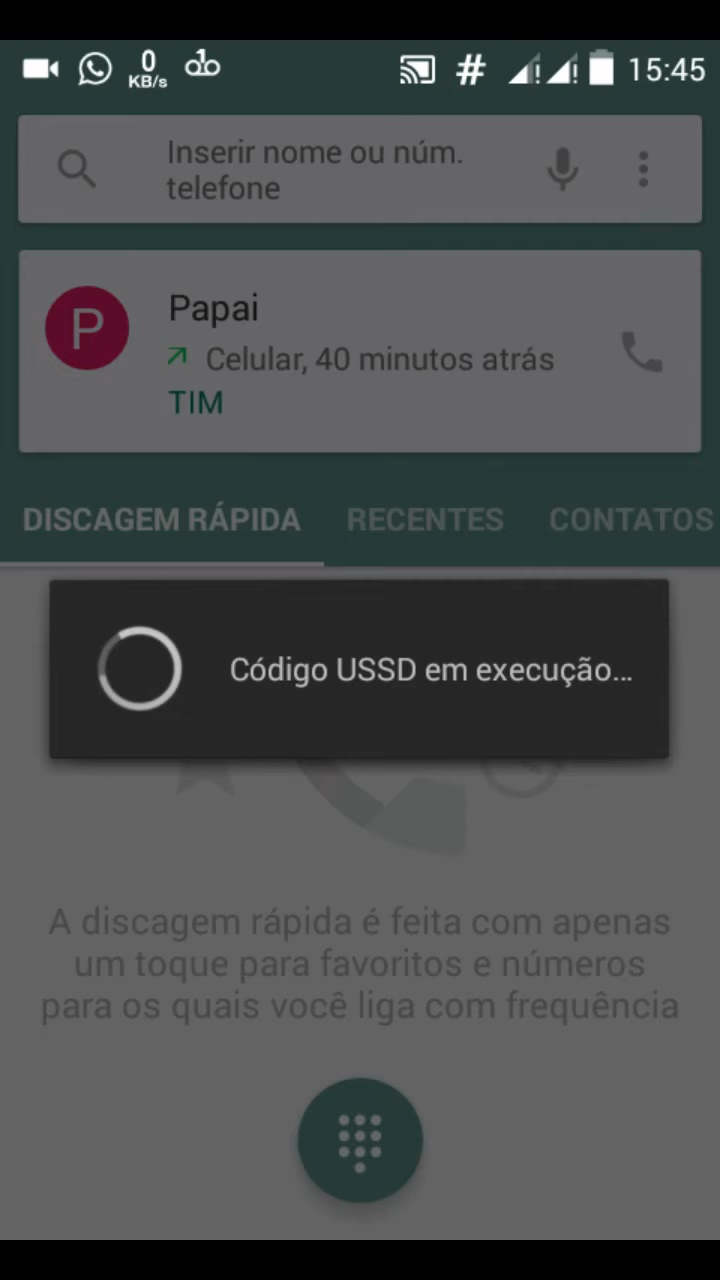 0
KB/s
1
# 
15:45
Inserir nome ou núm.
telefone
P
Papai
Celular, 40 minutos atrás
TIM
DISCAGEM RÁPIDA
RECENTES
CONTATOS
Código USSD em execução...
A discagem rápida é feita com apenas
um toque para favoritos e números
para os quais você liga com frequência